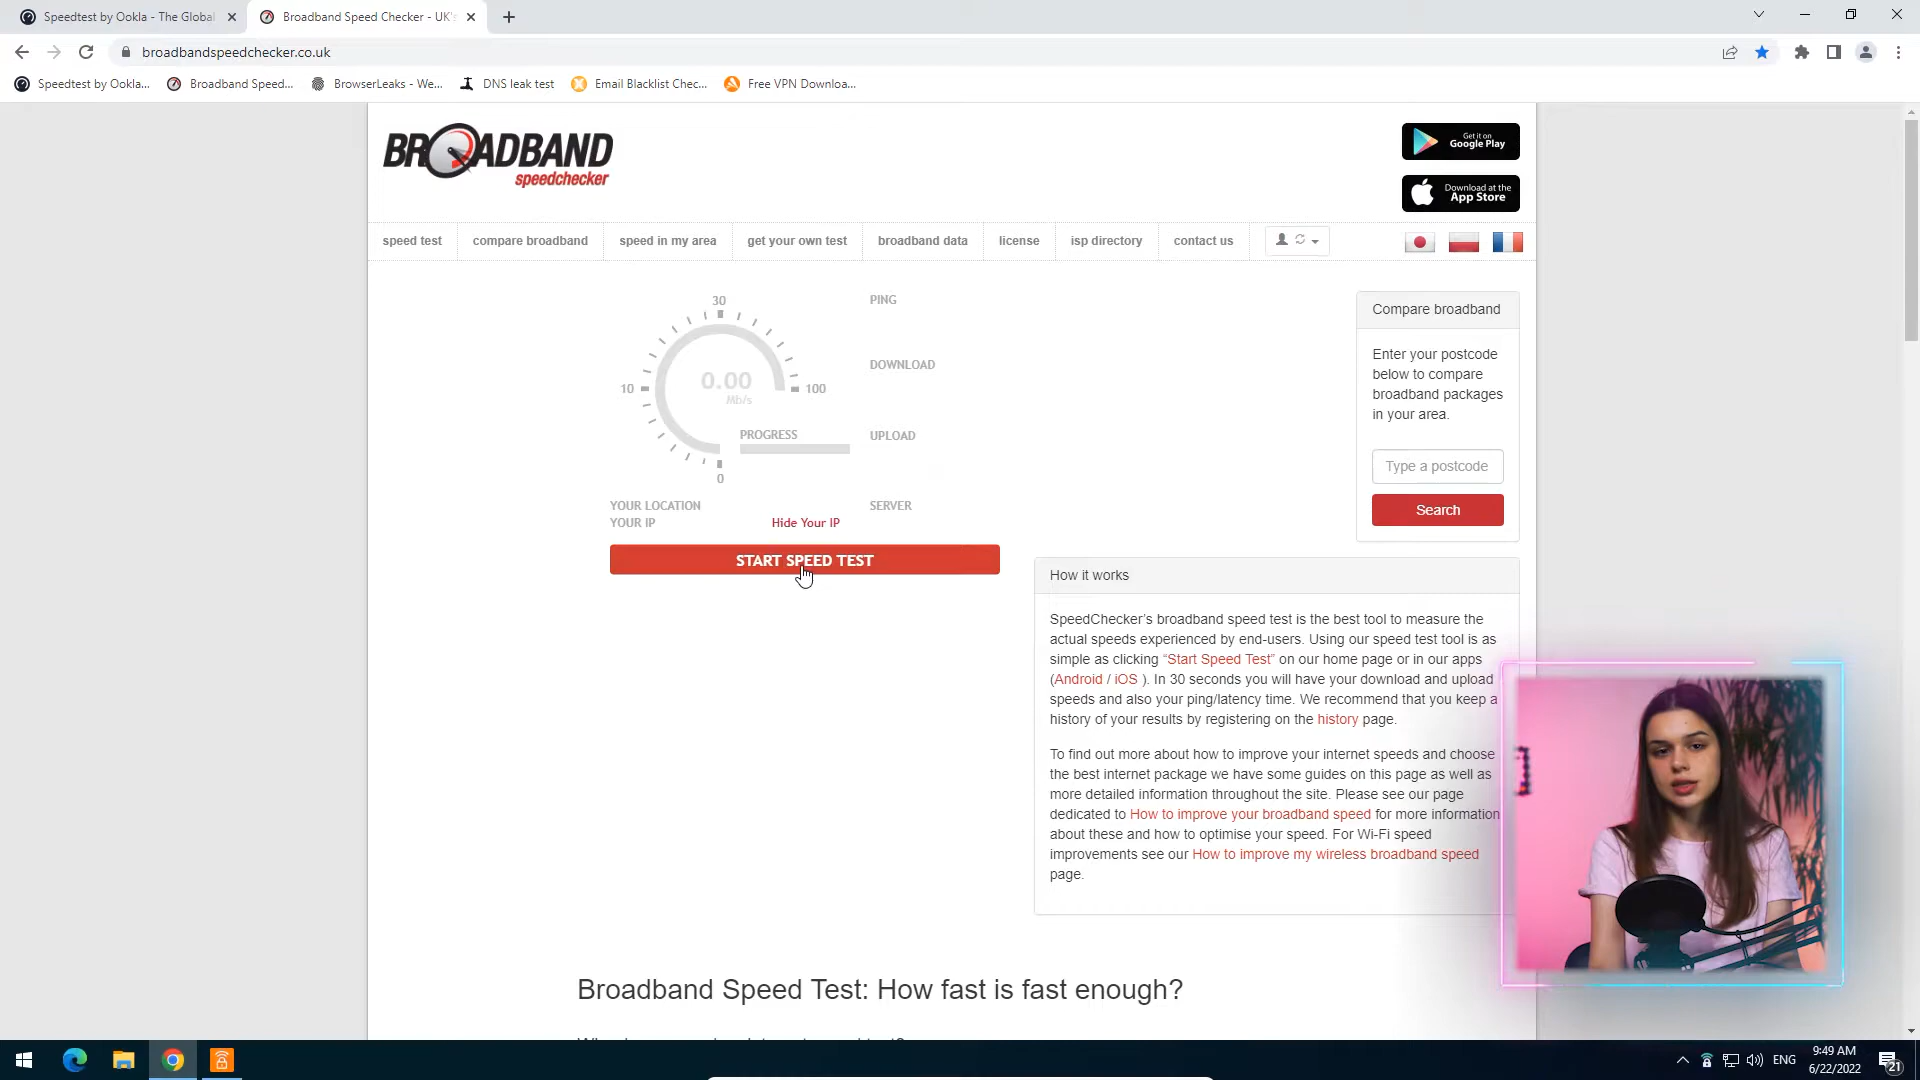 Speedtest by Ookla - The Global
Broadband Speed Checker - UK's
broadbandspeedchecker.co.uk
Speedtest by Ookla...
Broadband Speed...
BrowserLeaks - We...
DNS leak test
Email Blacklist Chec...
Free VPN Downloa...
BROADBAND
speedchecker
Get it on
Google Play
Download at the
App Store
speed test
compare broadband
speed in my area
get your own test
broadband data
license
isp directory
contact us
30
10
100
0.00
Mb/s
PROGRESS
0
PING
DOWNLOAD
UPLOAD
YOUR LOCATION
YOUR IP
Hide Your IP
SERVER
START SPEED TEST
Compare broadband
Enter your postcode
below to compare
broadband packages
in your area.
Type a postcode
Search
How it works
SpeedChecker's broadband speed test is the best tool to measure the
actual speeds experienced by end-users. Using our speed test tool is as
simple as clicking “Start Speed Test” on our home page or in our apps
(Android / iOS ). In 30 seconds you will have your download and upload
speeds and also your ping/latency time. We recommend that you keep a
history of your results by registering on the history page.
To find out more about how to improve your internet speeds and choose
the best internet package we have some guides on this page as well as
more detailed information throughout the site. Please see our page
dedicated to How to improve your broadband speed for more information
about these and how to optimise your speed. For Wi-Fi speed
improvements see our How to improve my wireless broadband speed
page.
Broadband Speed Test: How fast is fast enough?
ENG
9:49 AM
6/22/2022
21